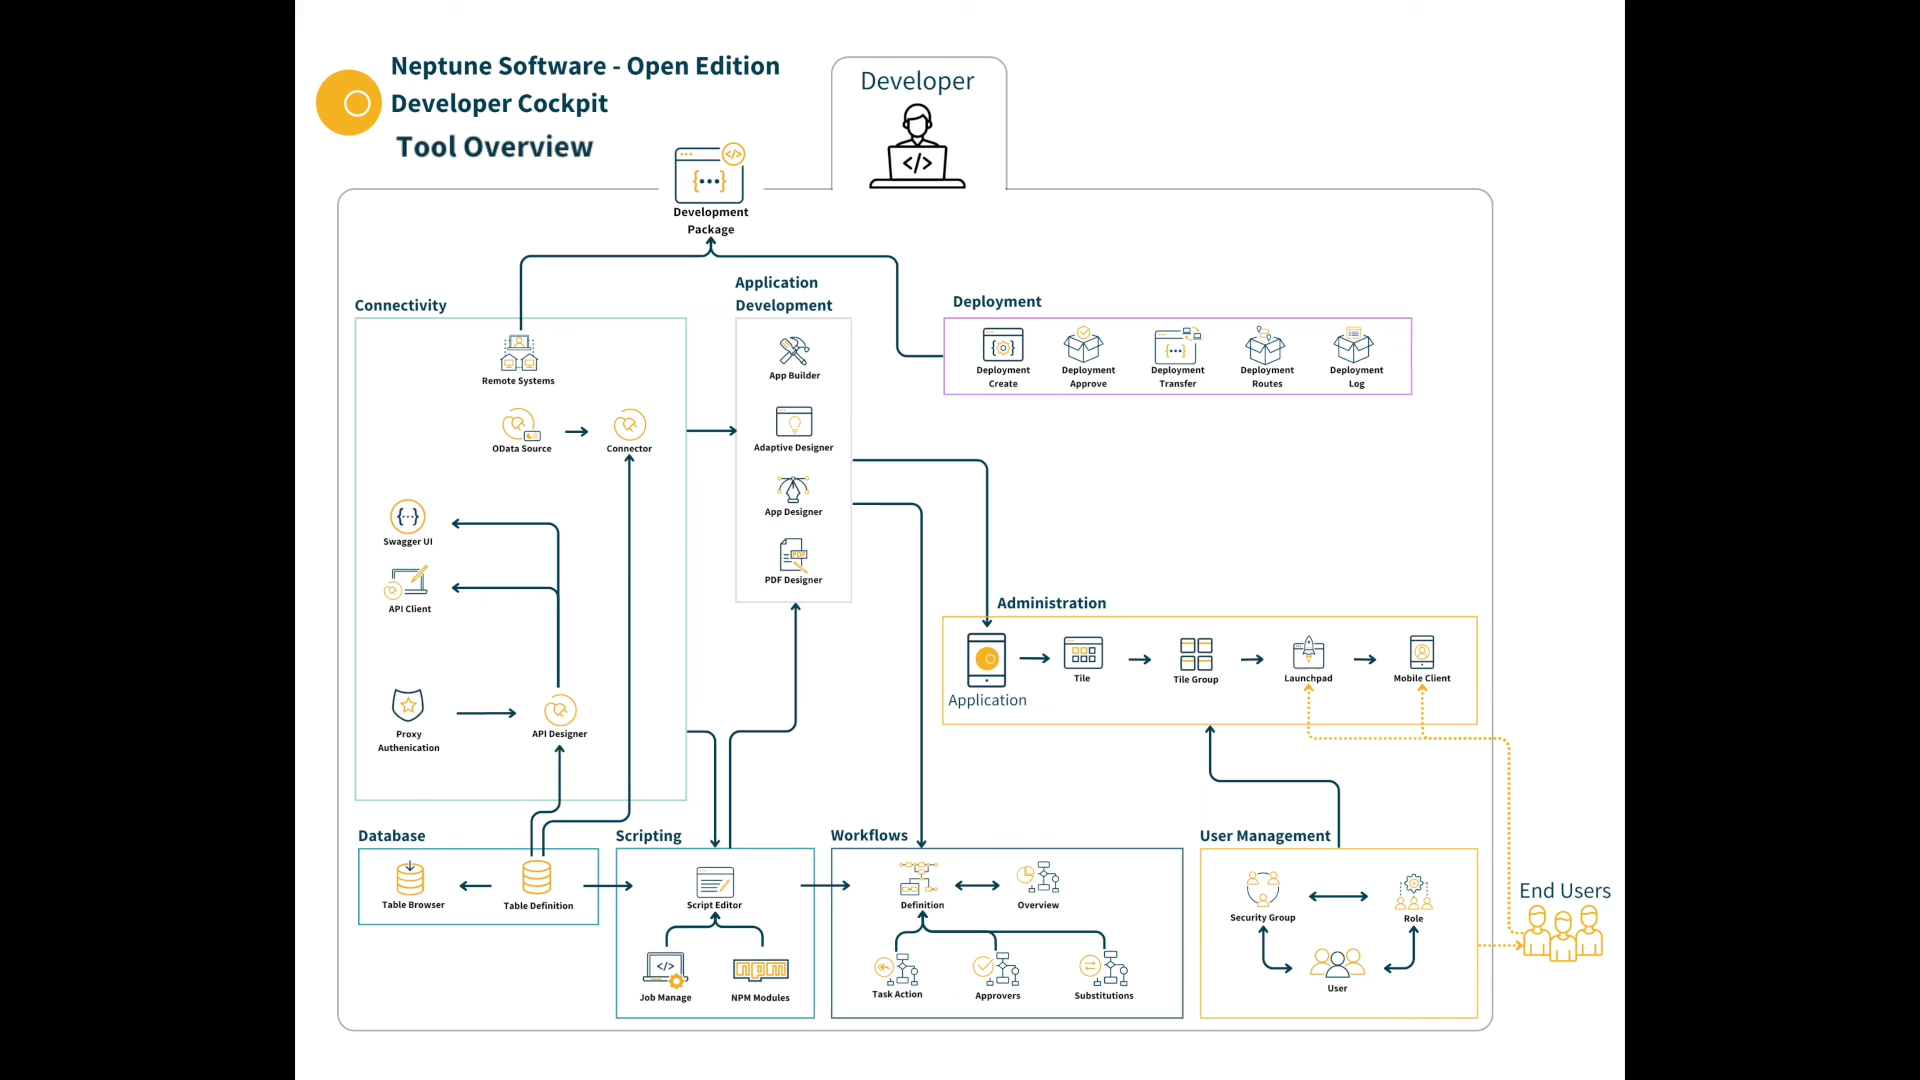 Neptune Software - Open Edition
Developer Cockpit
Tool Overview
Developer
</>
</>
{•••}
Development
Package
Connectivity
Remote Systems
OData Source
Connector
Swagger UI
API Client
Proxy
Authenication
API Designer
Application
Development
App Builder
Adaptive Designer
App Designer
PDF
PDF Designer
Deployment
Deployment
Create
Deployment
Approve
Deployment
Transfer
Deployment
Routes
Deployment
Log
Administration
Application
Tile
Tile Group
Launchpad
Mobile Client
Database
Table Browser
Table Definition
Scripting
Script Editor
</>
Job Manage
npm
NPM Modules
Workflows
Definition
Overview
Task Action
Approvers
Substitutions
User Management
Security Group
Role
User
End Users